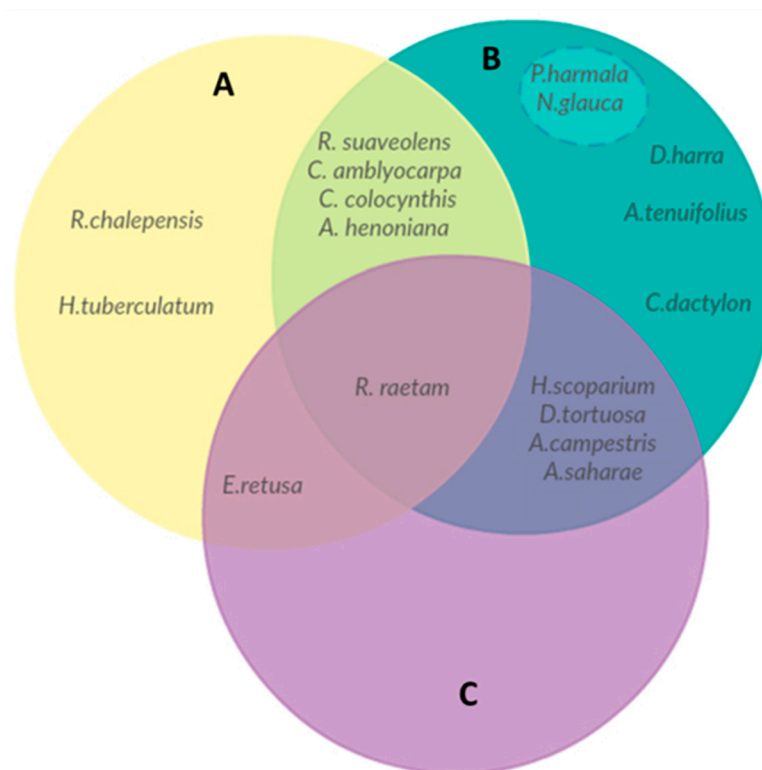 A
B
P.harmala
N.glauca
R. suaveolens
C. amblyocarpa
C. colocynthis
A. henoniana
D.harra
R.chalepensis
A.tenuifolius
H.tuberculatum
C.dactylon
R. raetam
H.scoparium
D.tortuosa
A.campestris
A.saharae
E.retusa
C